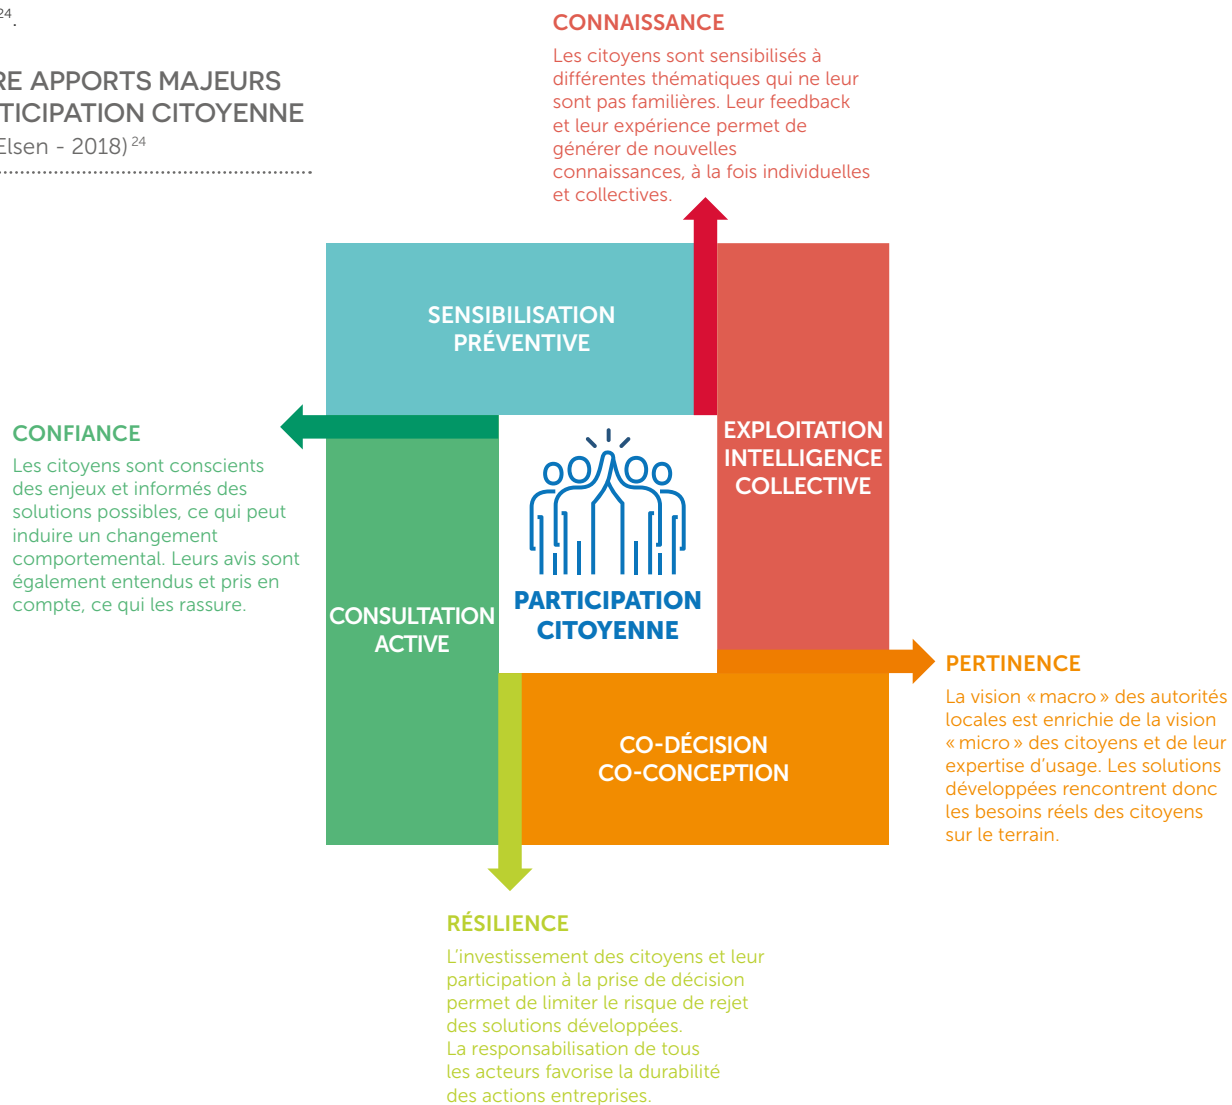 24.
RE APPORTS MAJEURS
TICIPATION CITOYENNE
Elsen - 2018) 24
CONNAISSANCE
Les citoyens sont sensibilisés à
différentes thématiques qui ne leur
sont pas familières. Leur feedback
et leur expérience permet de
générer de nouvelles
connaissances, à la fois individuelles
et collectives.
SENSIBILISATION
PRÉVENTIVE
CONFIANCE
Les citoyens sont conscients
des enjeux et informés des
solutions possibles, ce qui peut
induire un changement
comportemental. Leurs avis sont
également entendus et pris en
compte, ce qui les rassure.
EXPLOITATION
INTELLIGENCE
COLLECTIVE
CONSULTATION
ACTIVE
PARTICIPATION
CITOYENNE
PERTINENCE
La vision « macro » des autorités
locales est enrichie de la vision
« micro » des citoyens et de leur
expertise d'usage. Les solutions
développées rencontrent donc
les besoins réels des citoyens
sur le terrain.
CO-DÉCISION
CO-CONCEPTION
RÉSILIENCE
L'investissement des citoyens et leur
participation à la prise de décision
permet de limiter le risque de rejet
des solutions développées.
La responsabilisation de tous
les acteurs favorise la durabilité
des actions entreprises.